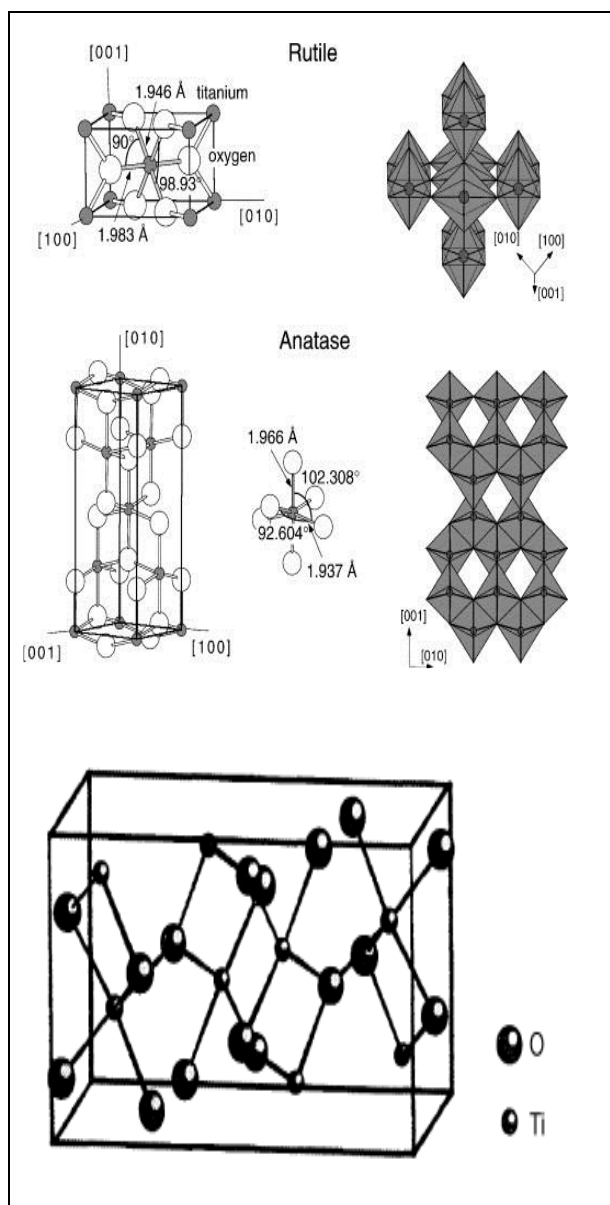 Rutile
[001]
1.946 Å titanium
90°
oxygen
98.93°
[010]
[100]
1.983 Å
[010] [100]
[001]
Anatase
[010]
1.966 Å
102.308°
92.604°
1.937 Å
[001]
[100]
[001]
[010]
O
Ti